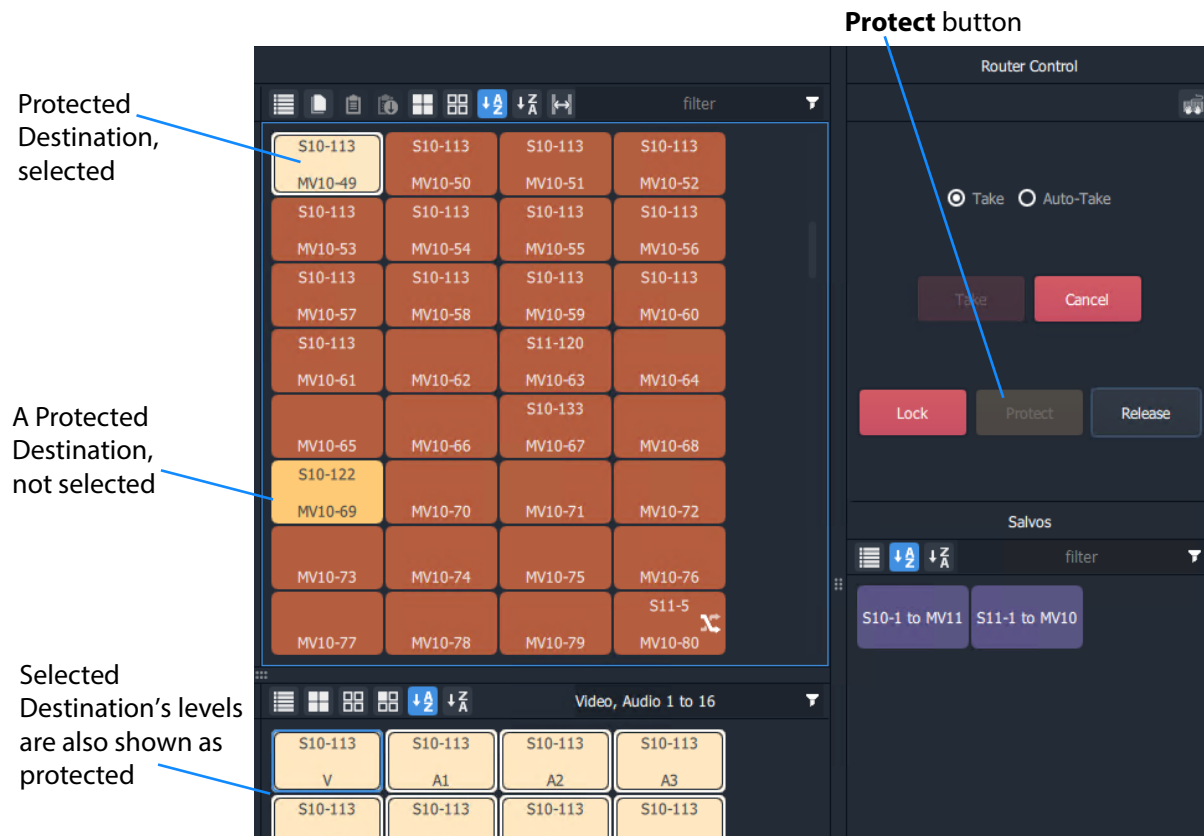 Protect button
Router Control
Protected
Destination,
selected
filter
S10-113 S10-113 S10-113 S10-113
MV10-49 MV10-50 MV10-51 MV10-52
S10-113 S10-113 S10-113 S10-113
MV10-53 MV10-54 MV10-55 MV10-56
S10-113 S10-113 S10-113 S10-113
MV10-57 MV10-58 MV10-59 MV10-60
S10-113 S11-120
MV10-61 MV10-62 MV10-63 MV10-64
S10-133
MV10-65 MV10-66 MV10-67 MV10-68
S10-122
MV10-69 MV10-70 MV10-71 MV10-72
MV10-73 MV10-74 MV10-75 MV10-76
S11-5
MV10-77 MV10-78 MV10-79 MV10-80
Take Auto-Take
Take Cancel
Lock Protect Release
A Protected
Destination,
not selected
Salvos
filter
S10-1 to MV11 S11-1 to MV10
Selected
Destination's levels
are also shown as
protected
Video, Audio 1 to 16
S10-113 S10-113 S10-113 S10-113
V A1 A2 A3
S10-113 S10-113 S10-113 S10-113